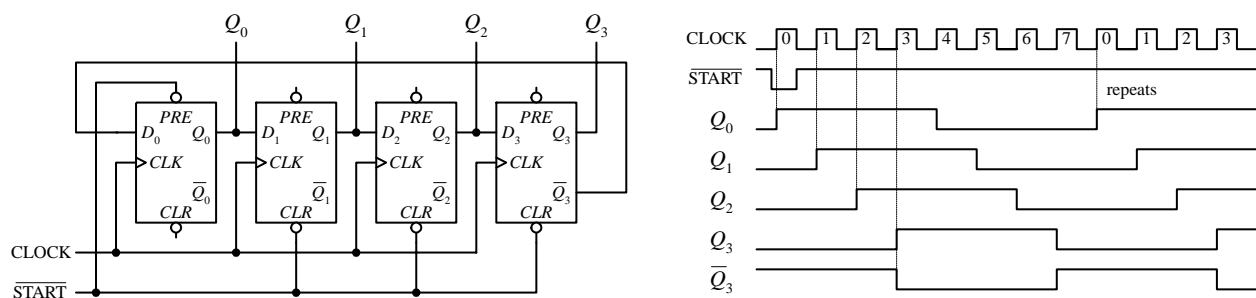 Q0 Q1 Q2 Q3
PRE PRE PRE PRE
D0 Q0 D1 Q1 D2 Q2 D3 Q3
CLK CLK CLK CLK
Q̅0 Q̅1 Q̅2 Q̅3
CLR CLR CLR CLR
CLOCK
S̅T̅A̅R̅T̅
CLOCK 0 1 2 3 4 5 6 7 0 1 2 3
S̅T̅A̅R̅T̅
repeats
Q0
Q1
Q2
Q3
Q̅3